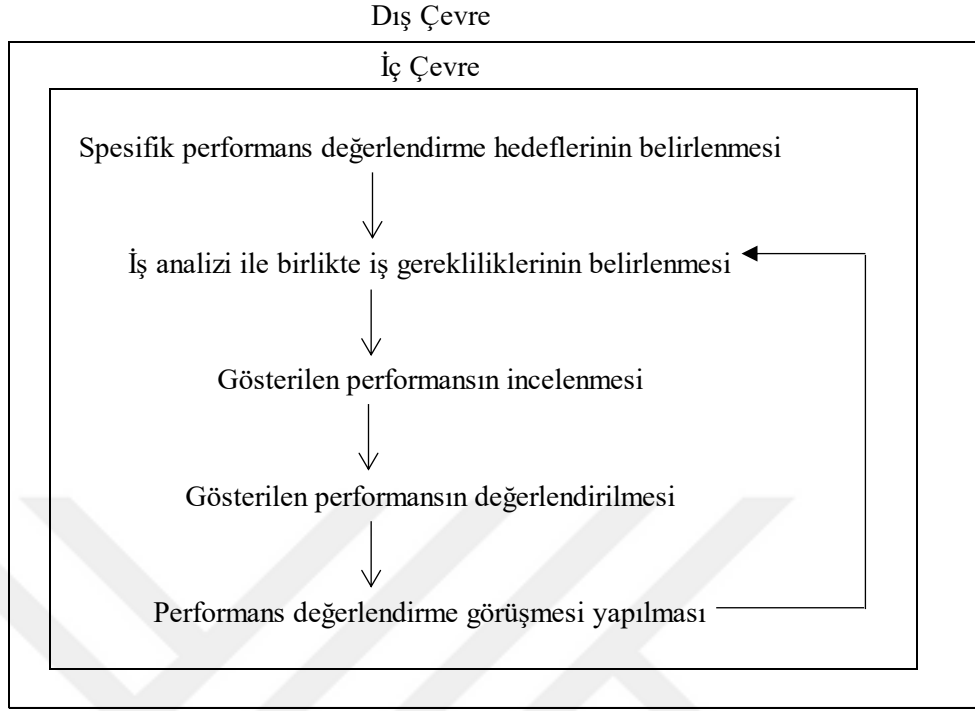 Dış Çevre
İç Çevre
Spesifik performans değerlendirme hedeflerinin belirlenmesi
İş analizi ile birlikte iş gerekliliklerinin belirlenmesi
Gösterilen performansın incelenmesi
Gösterilen performansın değerlendirilmesi
Performans değerlendirme görüşmesi yapılması